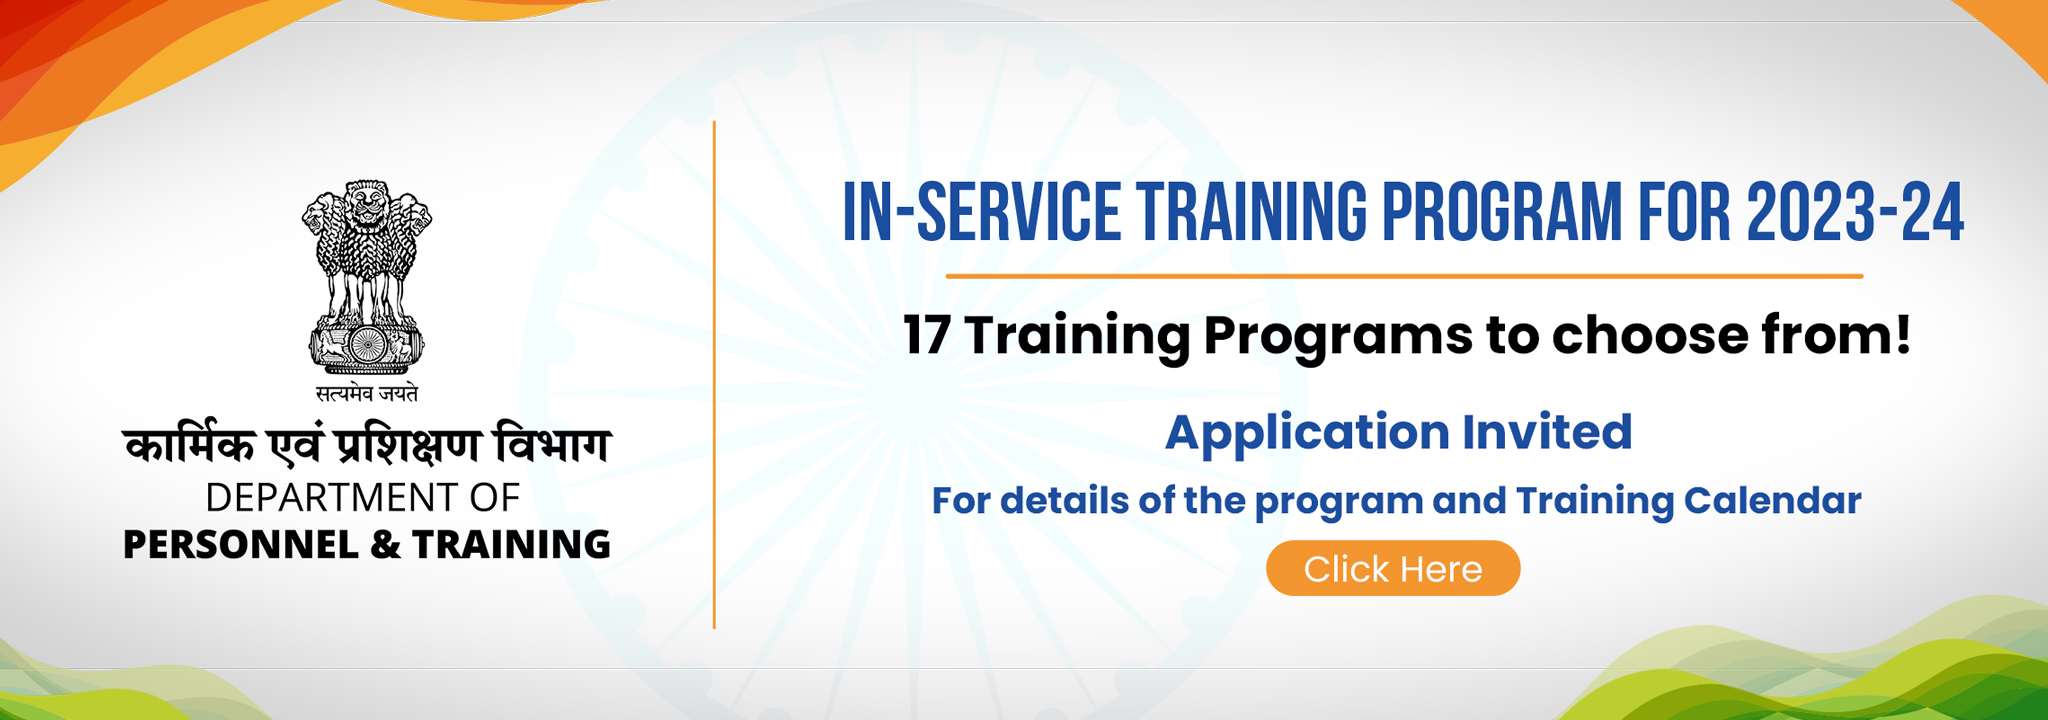 सत्यमेव जयते
कार्मिक एवं प्रशिक्षण विभाग
DEPARTMENT OF
PERSONNEL & TRAINING
IN-SERVICE TRAINING PROGRAM FOR 2023-24
17 Training Programs to choose from!
Application Invited
For details of the program and Training Calendar
Click Here